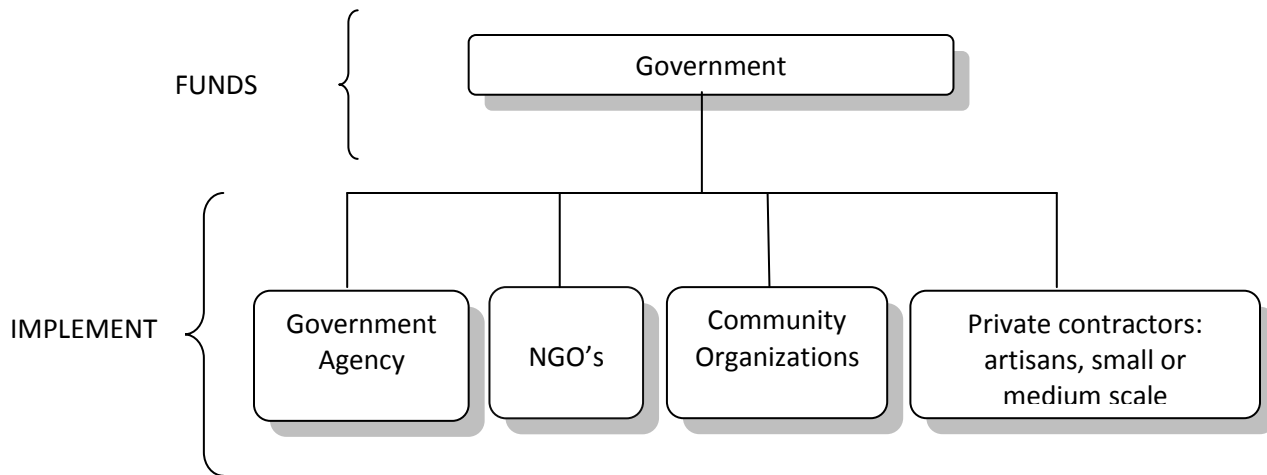 FUNDS
Government
IMPLEMENT
Government
Agency
NGO’s
Community
Organizations
Private contractors:
artisans, small or
medium scale